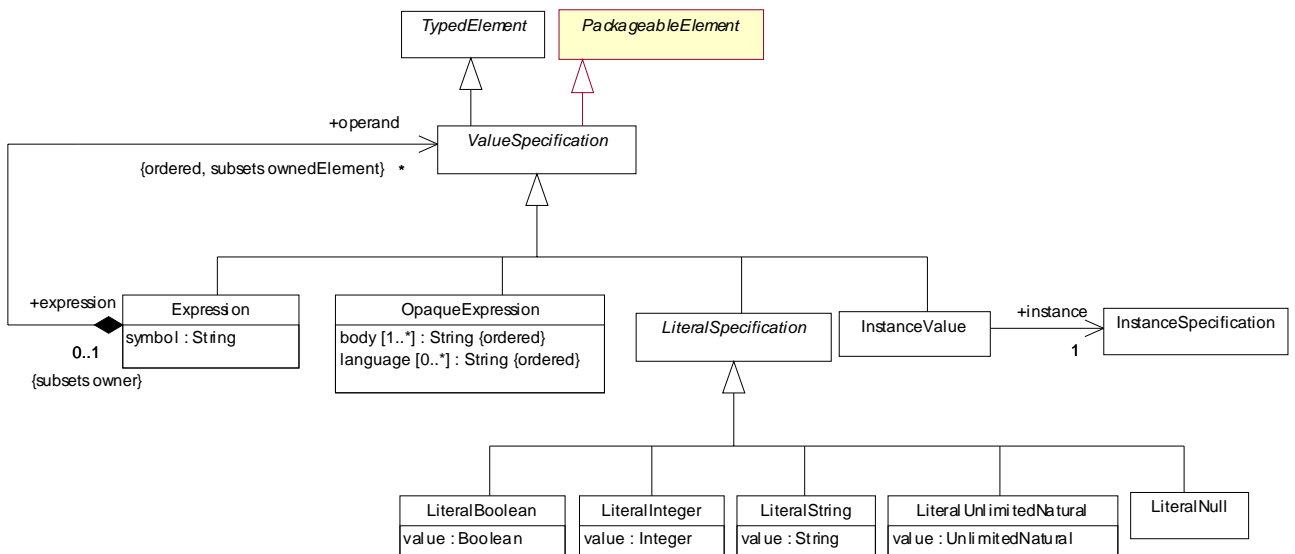 TypedElement
PackageableElement
+operand
ValueSpecification
{ordered, subsets ownedElement}
*
+expression
Expression
symbol : String
0..1
{subsets owner}
OpaqueExpression
body [1..*] : String {ordered}
language [0..*] : String {ordered}
LiteralSpecification
InstanceValue
+instance
1
InstanceSpecification
LiteralBoolean
value : Boolean
LiteralInteger
value : Integer
LiteralString
value : String
LiteralUnlimitedNatural
value : UnlimitedNatural
LiteralNull